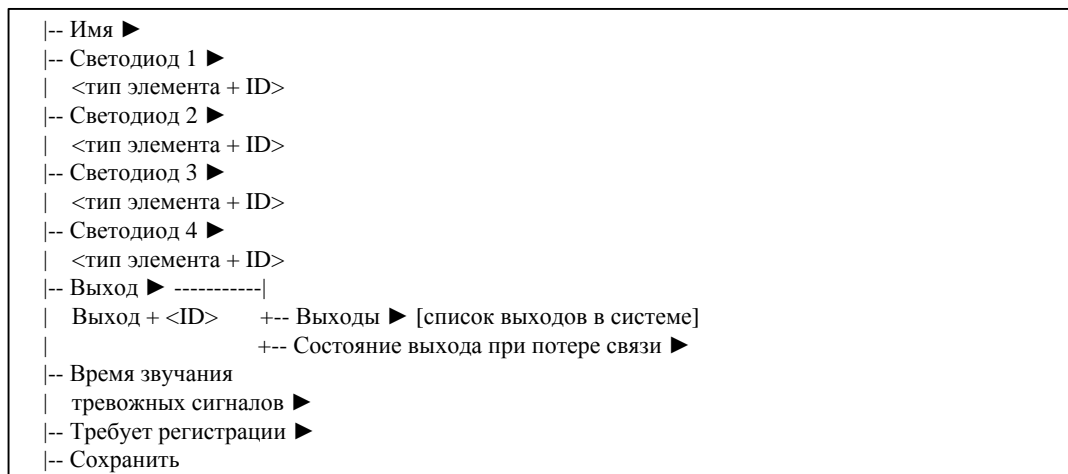 |-- Имя ►
|-- Светодиод 1 ►
|   <тип элемента + ID>
|-- Светодиод 2 ►
|   <тип элемента + ID>
|-- Светодиод 3 ►
|   <тип элемента + ID>
|-- Светодиод 4 ►
|   <тип элемента + ID>
|-- Выход ► -----------|
|   Выход + <ID>      +-- Выходы ► [список выходов в системе]
|                     +-- Состояние выхода при потере связи ►
|-- Время звучания
|   тревожных сигналов ►
|-- Требует регистрации ►
|-- Сохранить